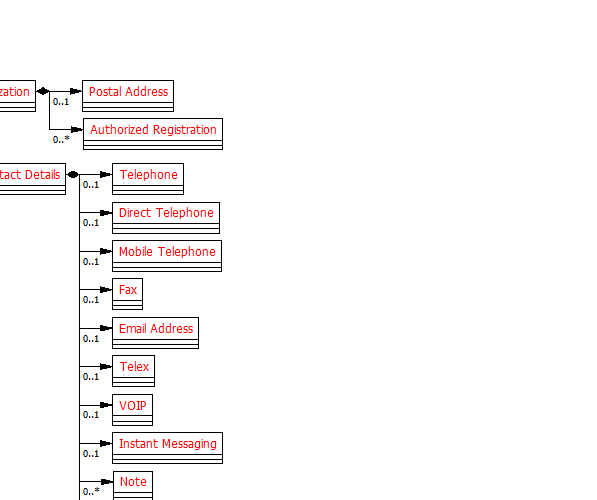 zation
Postal Address
0..1
Authorized Registration
0..*
tact Details
Telephone
0..1
Direct Telephone
0..1
Mobile Telephone
0..1
Fax
0..1
Email Address
0..1
Telex
0..1
VOIP
0..1
Instant Messaging
0..1
Note
0..*